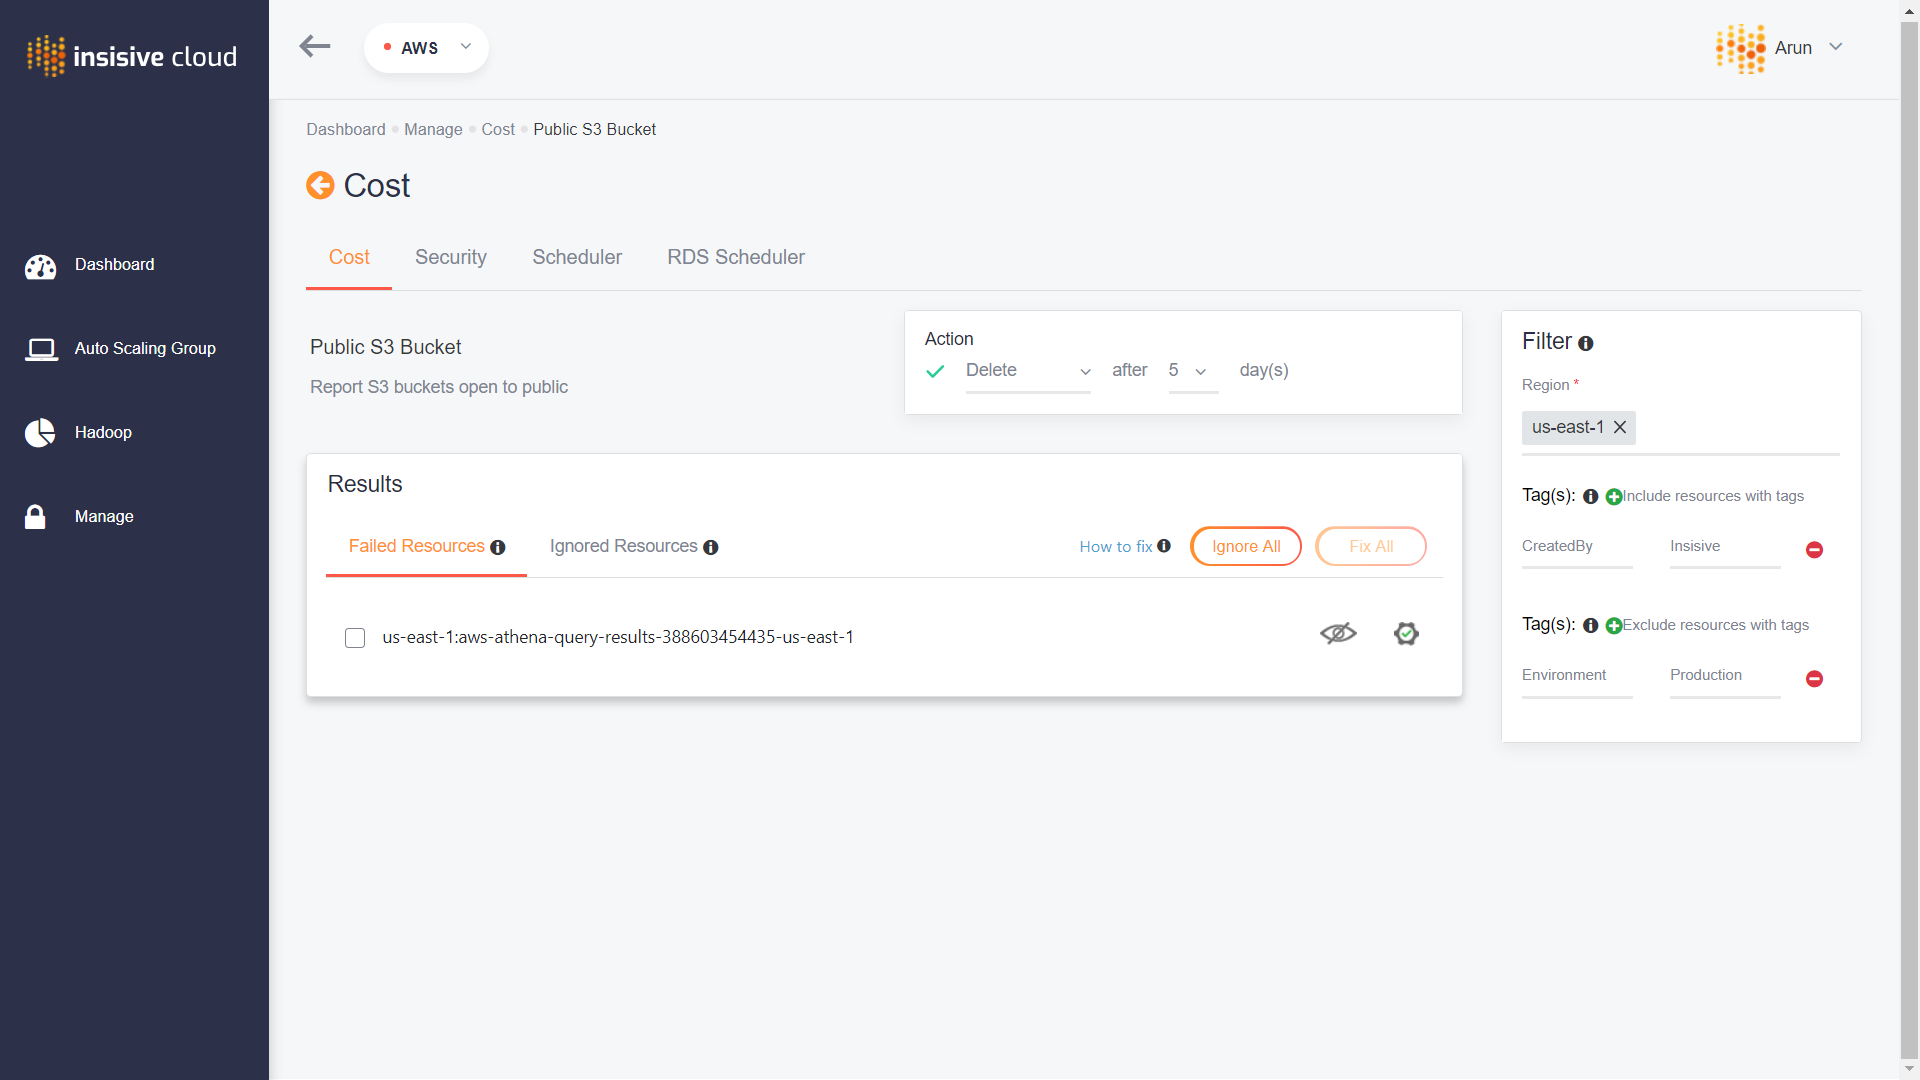 insisive cloud
AWS
Arun
Dashboard
Auto Scaling Group
Hadoop
Manage
Dashboard Manage Cost Public S3 Bucket
Cost
Cost Security Scheduler RDS Scheduler
Public S3 Bucket
Report S3 buckets open to public
Action
Delete after 5 day(s)
Results
Failed Resources Ignored Resources How to fix Ignore All Fix All
us-east-1:aws-athena-query-results-388603454435-us-east-1
Filter
Region *
us-east-1
Tag(s): Include resources with tags
CreatedBy Insisive
Tag(s): Exclude resources with tags
Environment Production